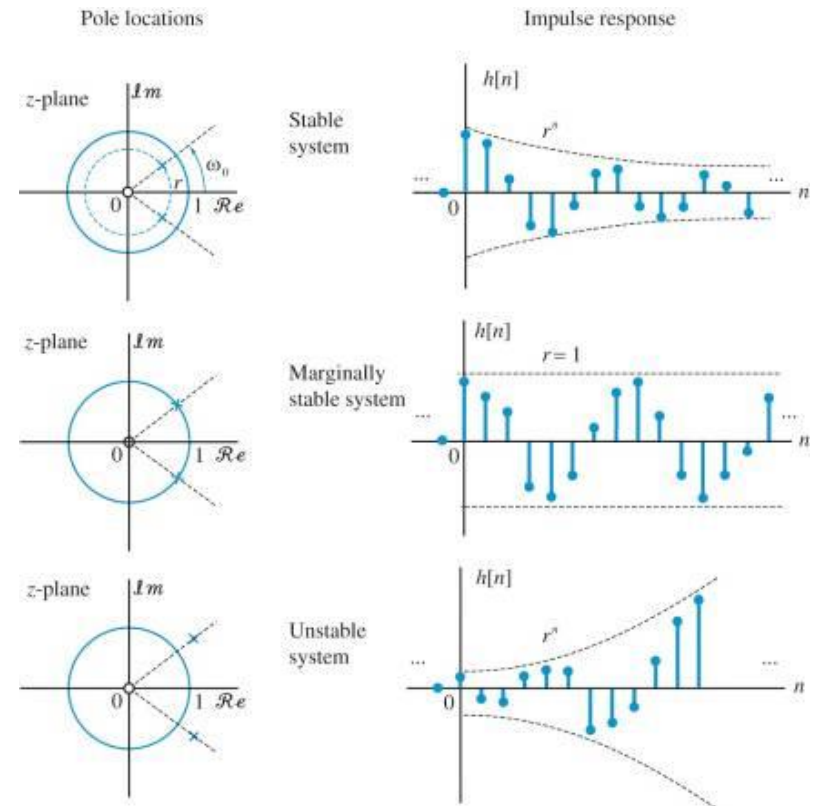 Pole locations
Impulse response
z-plane
Im
ω0
r
0
1
Re
Stable
system
h[n]
r^n
...
...
0
n
z-plane
Im
0
1
Re
Marginally
stable system
h[n]
r = 1
...
...
0
n
z-plane
Im
0
1
Re
Unstable
system
h[n]
r^n
...
...
0
n